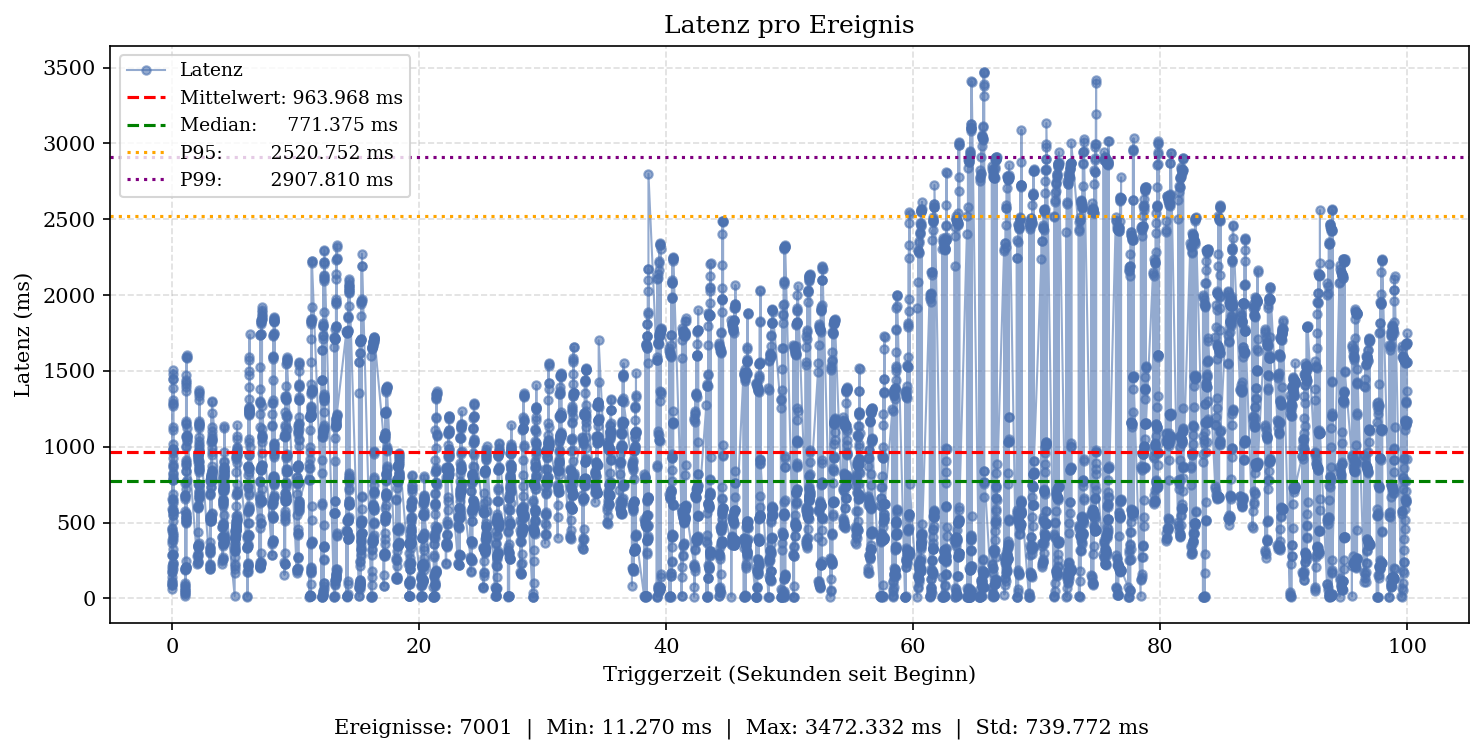 Latenz pro Ereignis
Latenz (ms)
3500
3000
2500
2000
1500
1000
500
0
Latenz
Mittelwert: 963.968 ms
Median: 771.375 ms
P95: 2520.752 ms
P99: 2907.810 ms
0 20 40 60 80 100
Triggerzeit (Sekunden seit Beginn)
Ereignisse: 7001 | Min: 11.270 ms | Max: 3472.332 ms | Std: 739.772 ms